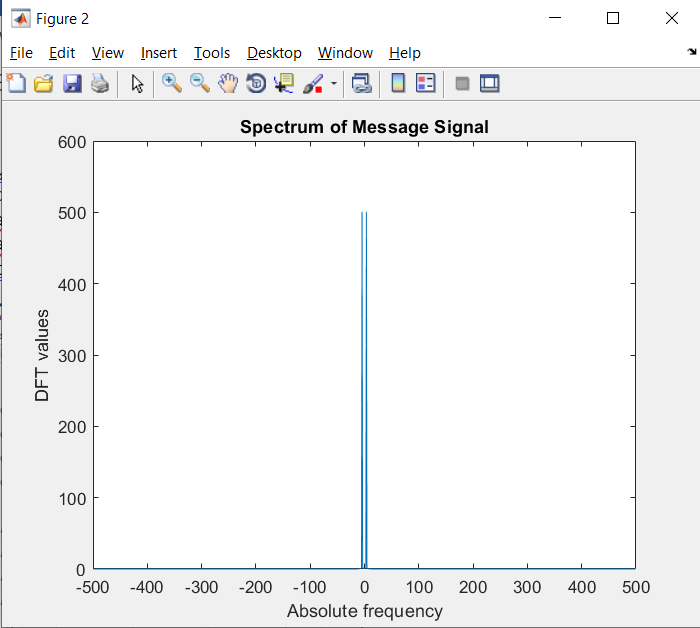 Figure 2
File Edit View Insert Tools Desktop Window Help
Spectrum of Message Signal
600
500
400
300
200
100
0
DFT values
-500 -400 -300 -200 -100 0 100 200 300 400 500
Absolute frequency